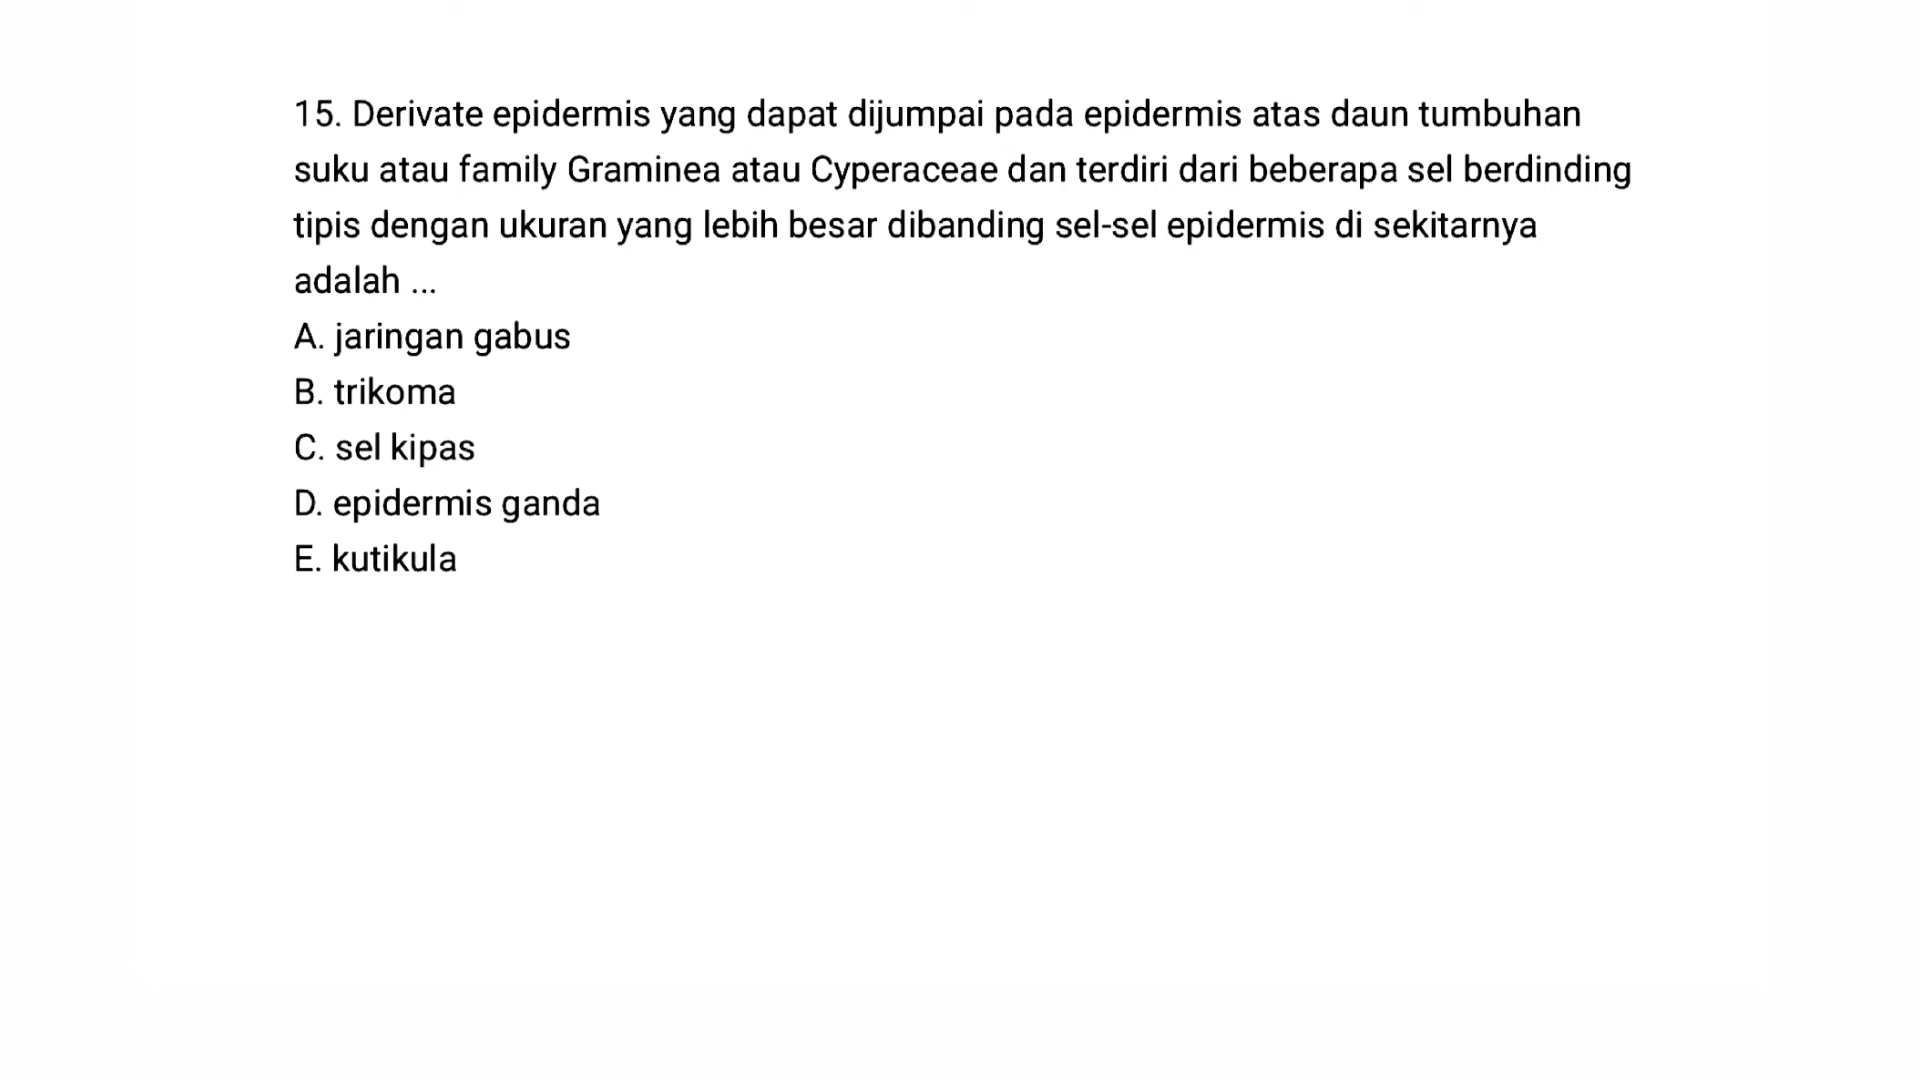 15. Derivate epidermis yang dapat dijumpai pada epidermis atas daun tumbuhan
suku atau family Graminea atau Cyperaceae dan terdiri dari beberapa sel berdinding
tipis dengan ukuran yang lebih besar dibanding sel-sel epidermis di sekitarnya
adalah ...
A. jaringan gabus
B. trikoma
C. sel kipas
D. epidermis ganda
E. kutikula